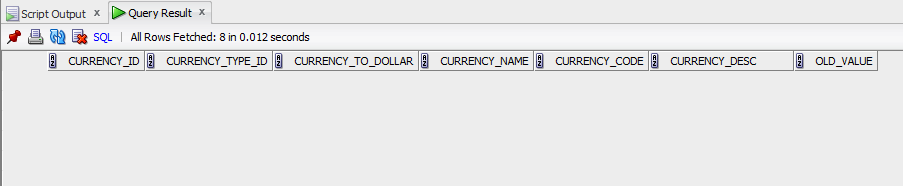 Script Output x Query Result x
SQL | All Rows Fetched: 8 in 0.012 seconds
CURRENCY_ID CURRENCY_TYPE_ID CURRENCY_TO_DOLLAR CURRENCY_NAME CURRENCY_CODE CURRENCY_DESC OLD_VALUE